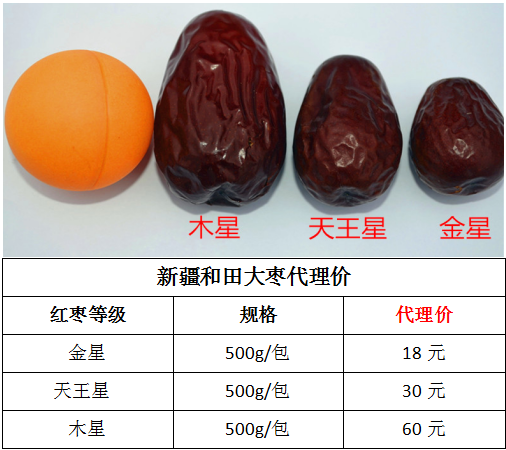 木星 天王星 金星
新疆和田大枣代理价
红枣等级 规格 代理价
金星 500g/包 18 元
天王星 500g/包 30 元
木星 500g/包 60 元